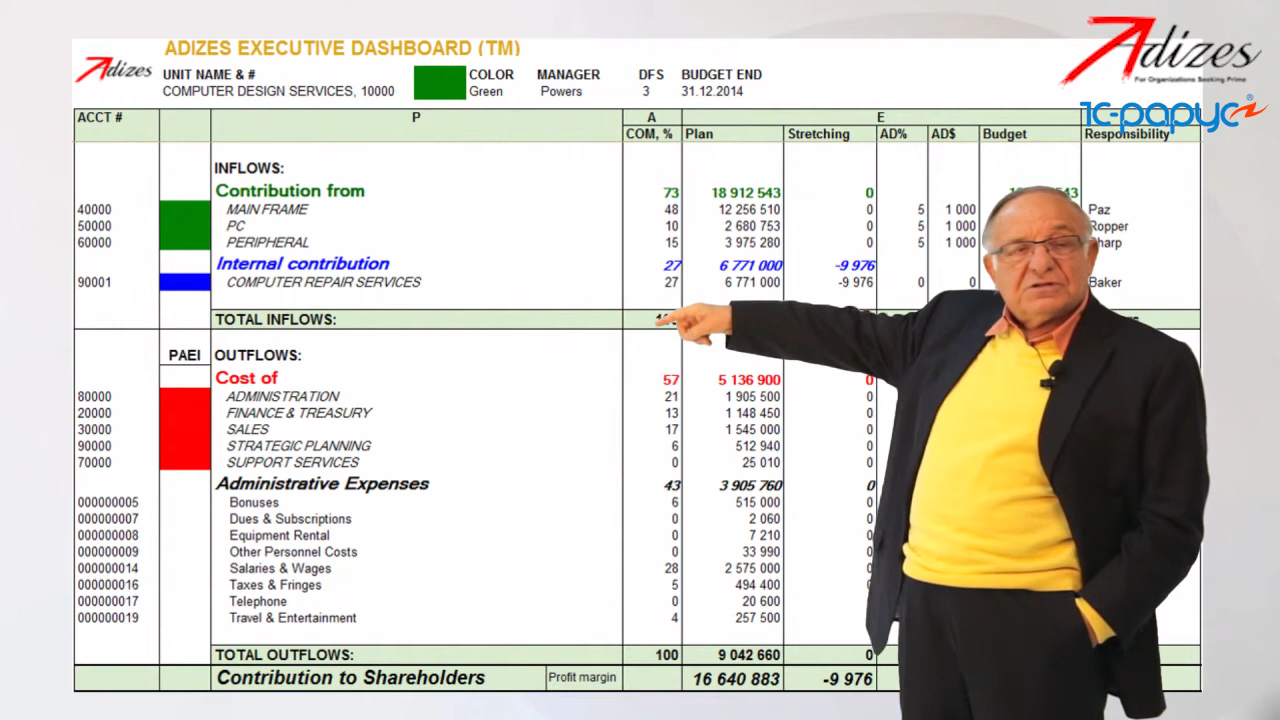 ADIZES EXECUTIVE DASHBOARD (TM)
Adizes
Adizes
For Organizations Seeking Prime
1С-рарус
UNIT NAME & # COLOR MANAGER DFS BUDGET END
COMPUTER DESIGN SERVICES, 10000 Green Powers 3 31.12.2014
ACCT # P A E
COM, % Plan Stretching AD% AD$ Budget Responsibility
INFLOWS:
Contribution from 73 18 912 543 0 0
40000 MAIN FRAME 48 12 256 510 0 5 1 000 Paz
50000 PC 10 2 680 753 0 5 1 000 Ropper
60000 PERIPHERAL 15 3 975 280 0 5 1 000
Internal contribution 27 6 771 000 -9 976
90001 COMPUTER REPAIR SERVICES 27 6 771 000 -9 976 0 0 Baker
TOTAL INFLOWS:
PAEI OUTFLOWS:
Cost of 57 5 136 900 0
80000 ADMINISTRATION 21 1 905 500 0
20000 FINANCE & TREASURY 13 1 148 450 0
30000 SALES 17 1 545 000 0
90000 STRATEGIC PLANNING 6 512 940 0
70000 SUPPORT SERVICES 0 25 010 0
Administrative Expenses 43 3 905 760 0
000000005 Bonuses 6 515 000 0
000000007 Dues & Subscriptions 0 2 060 0
000000008 Equipment Rental 0 7 210 0
000000009 Other Personnel Costs 0 33 990 0
000000014 Salaries & Wages 28 2 575 000 0
000000016 Taxes & Fringes 5 494 400 0
000000017 Telephone 0 20 600 0
000000019 Travel & Entertainment 4 257 500 0
TOTAL OUTFLOWS: 100 9 042 660 0
Contribution to Shareholders Profit margin 16 640 883 -9 976